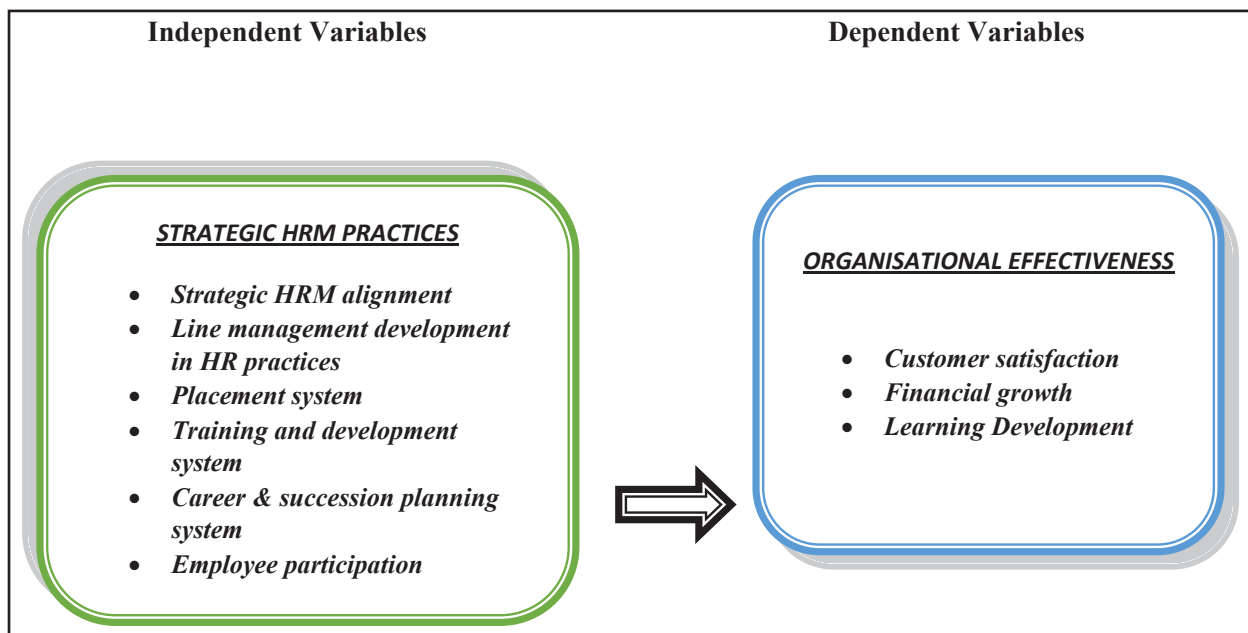 Independent Variables
Dependent Variables
STRATEGIC HRM PRACTICES
• Strategic HRM alignment
• Line management development
in HR practices
• Placement system
• Training and development
system
• Career & succession planning
system
• Employee participation
ORGANISATIONAL EFFECTIVENESS
• Customer satisfaction
• Financial growth
• Learning Development